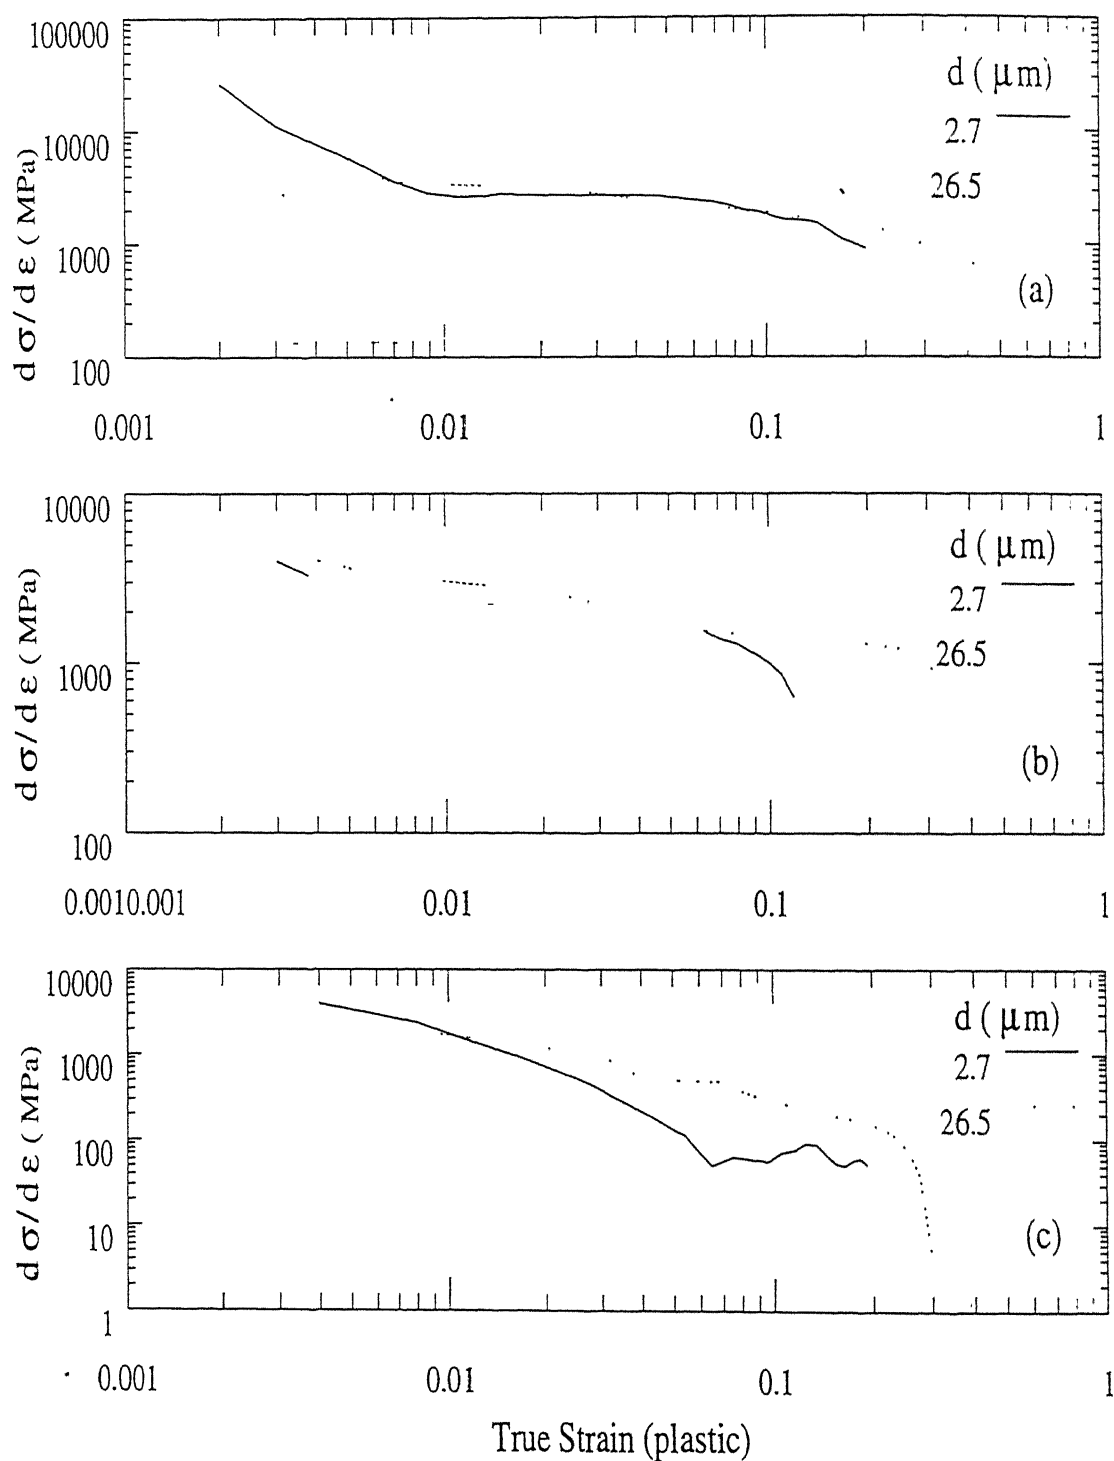 100000
d ( μm)
2.7
10000
26.5
1000
(a)
100
d σ/ d ε ( MPa)
0.001 0.01 0.1 1
10000
d ( μm)
2.7
26.5
1000
(b)
100
d σ/ d ε ( MPa)
0.0010.001 0.01 0.1 1
10000
d ( μm)
2.7
1000
26.5
100
10
(c)
1
d σ/ d ε ( MPa)
0.001 0.01 0.1 1
True Strain (plastic)